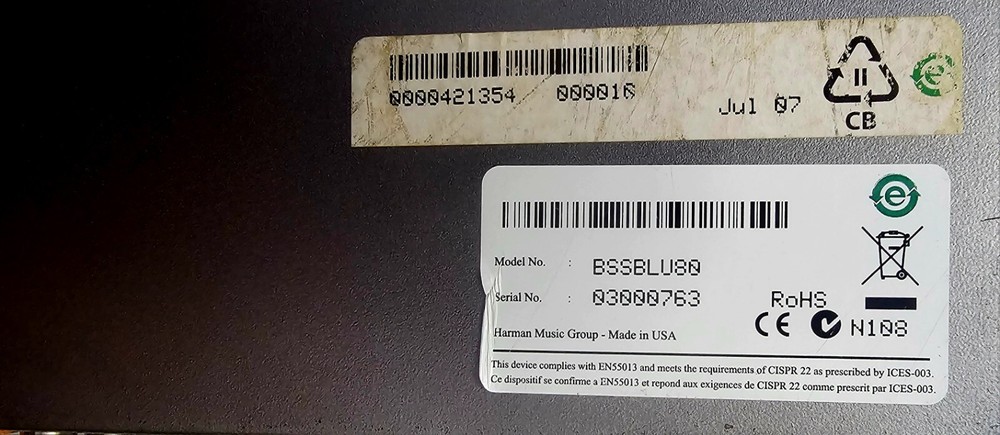 0000421354 000016
Jul 07
II
CB
e
e
Model No. : BSSBLU80
Serial No. : 03000763
RoHS
CE N108
Harman Music Group - Made in USA
This device complies with EN55013 and meets the requirements of CISPR 22 as prescribed by ICES-003.
Ce dispositif se confirme a EN55013 et repond aux exigences de CISPR 22 comme prescrit par ICES-003.